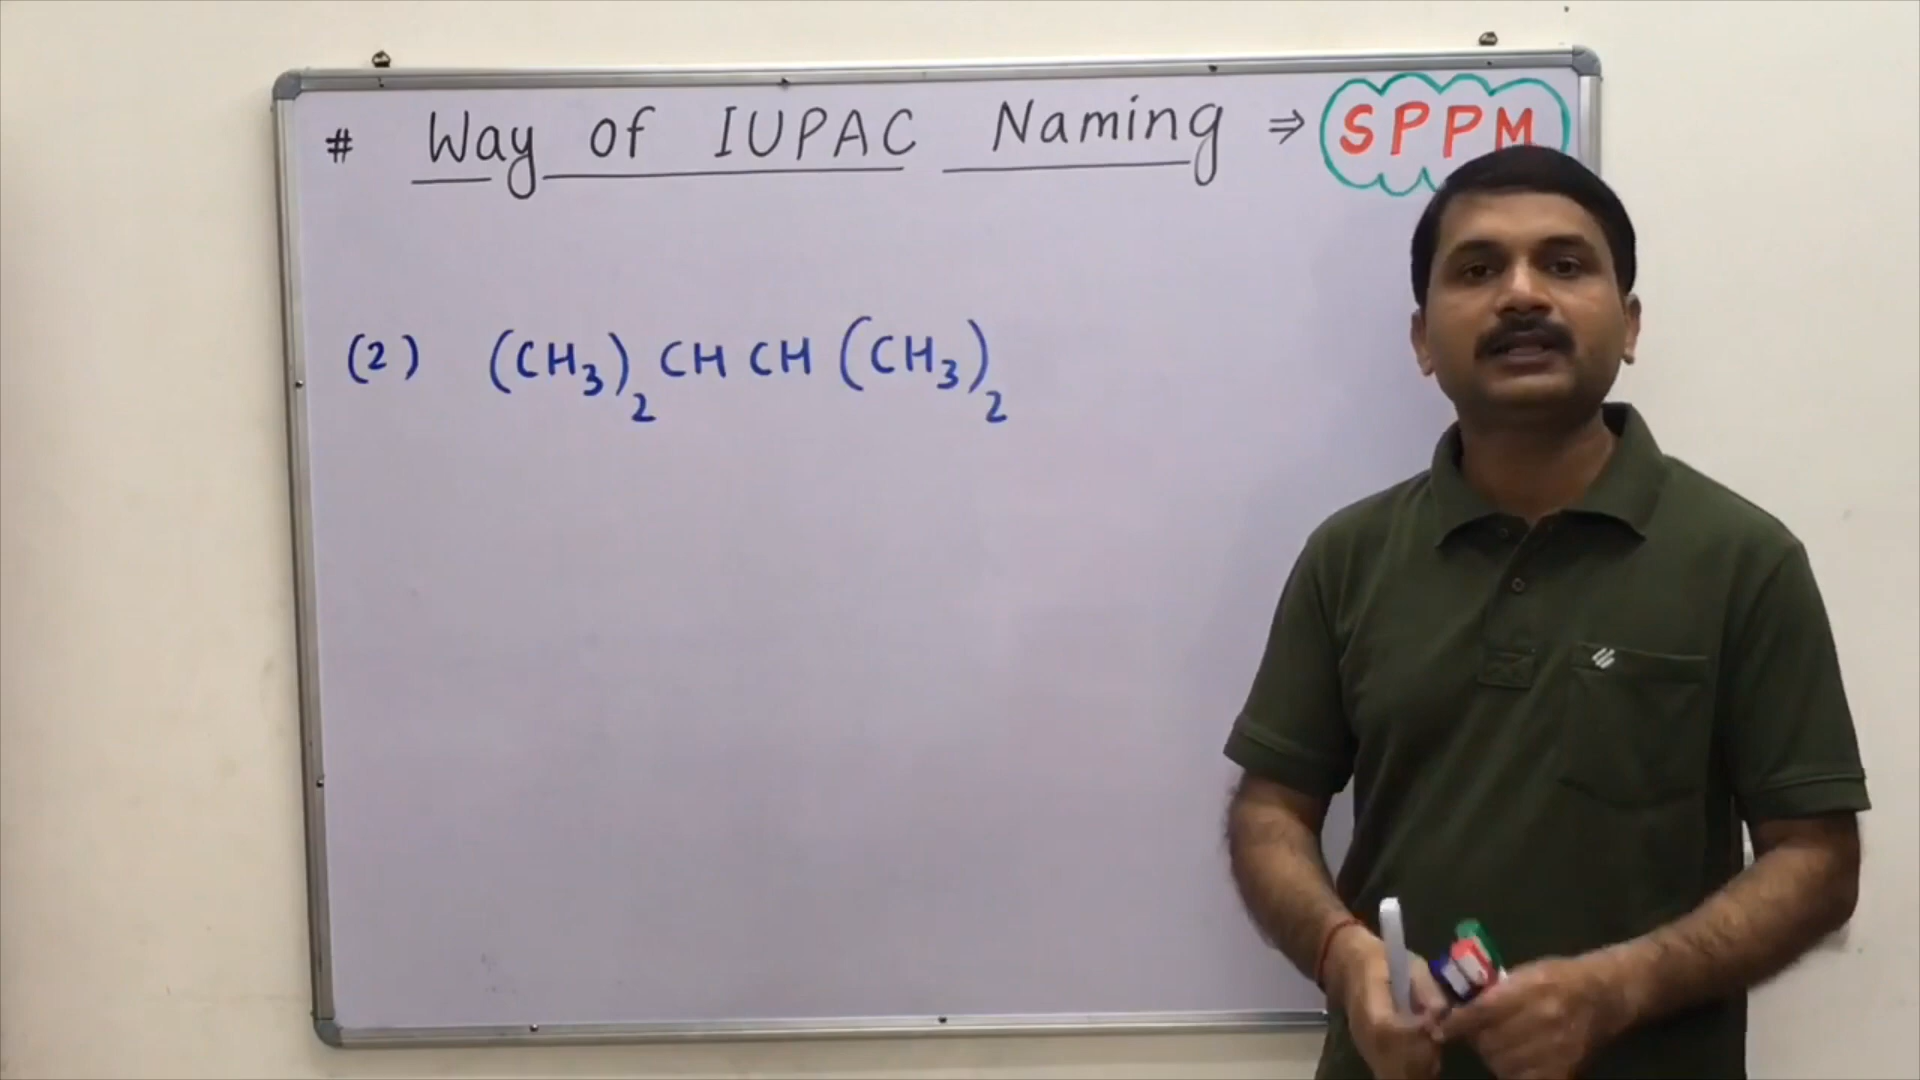 # Way of IUPAC Naming ⇒ SPPM
(2) (CH₃)₂ CH CH (CH₃)₂